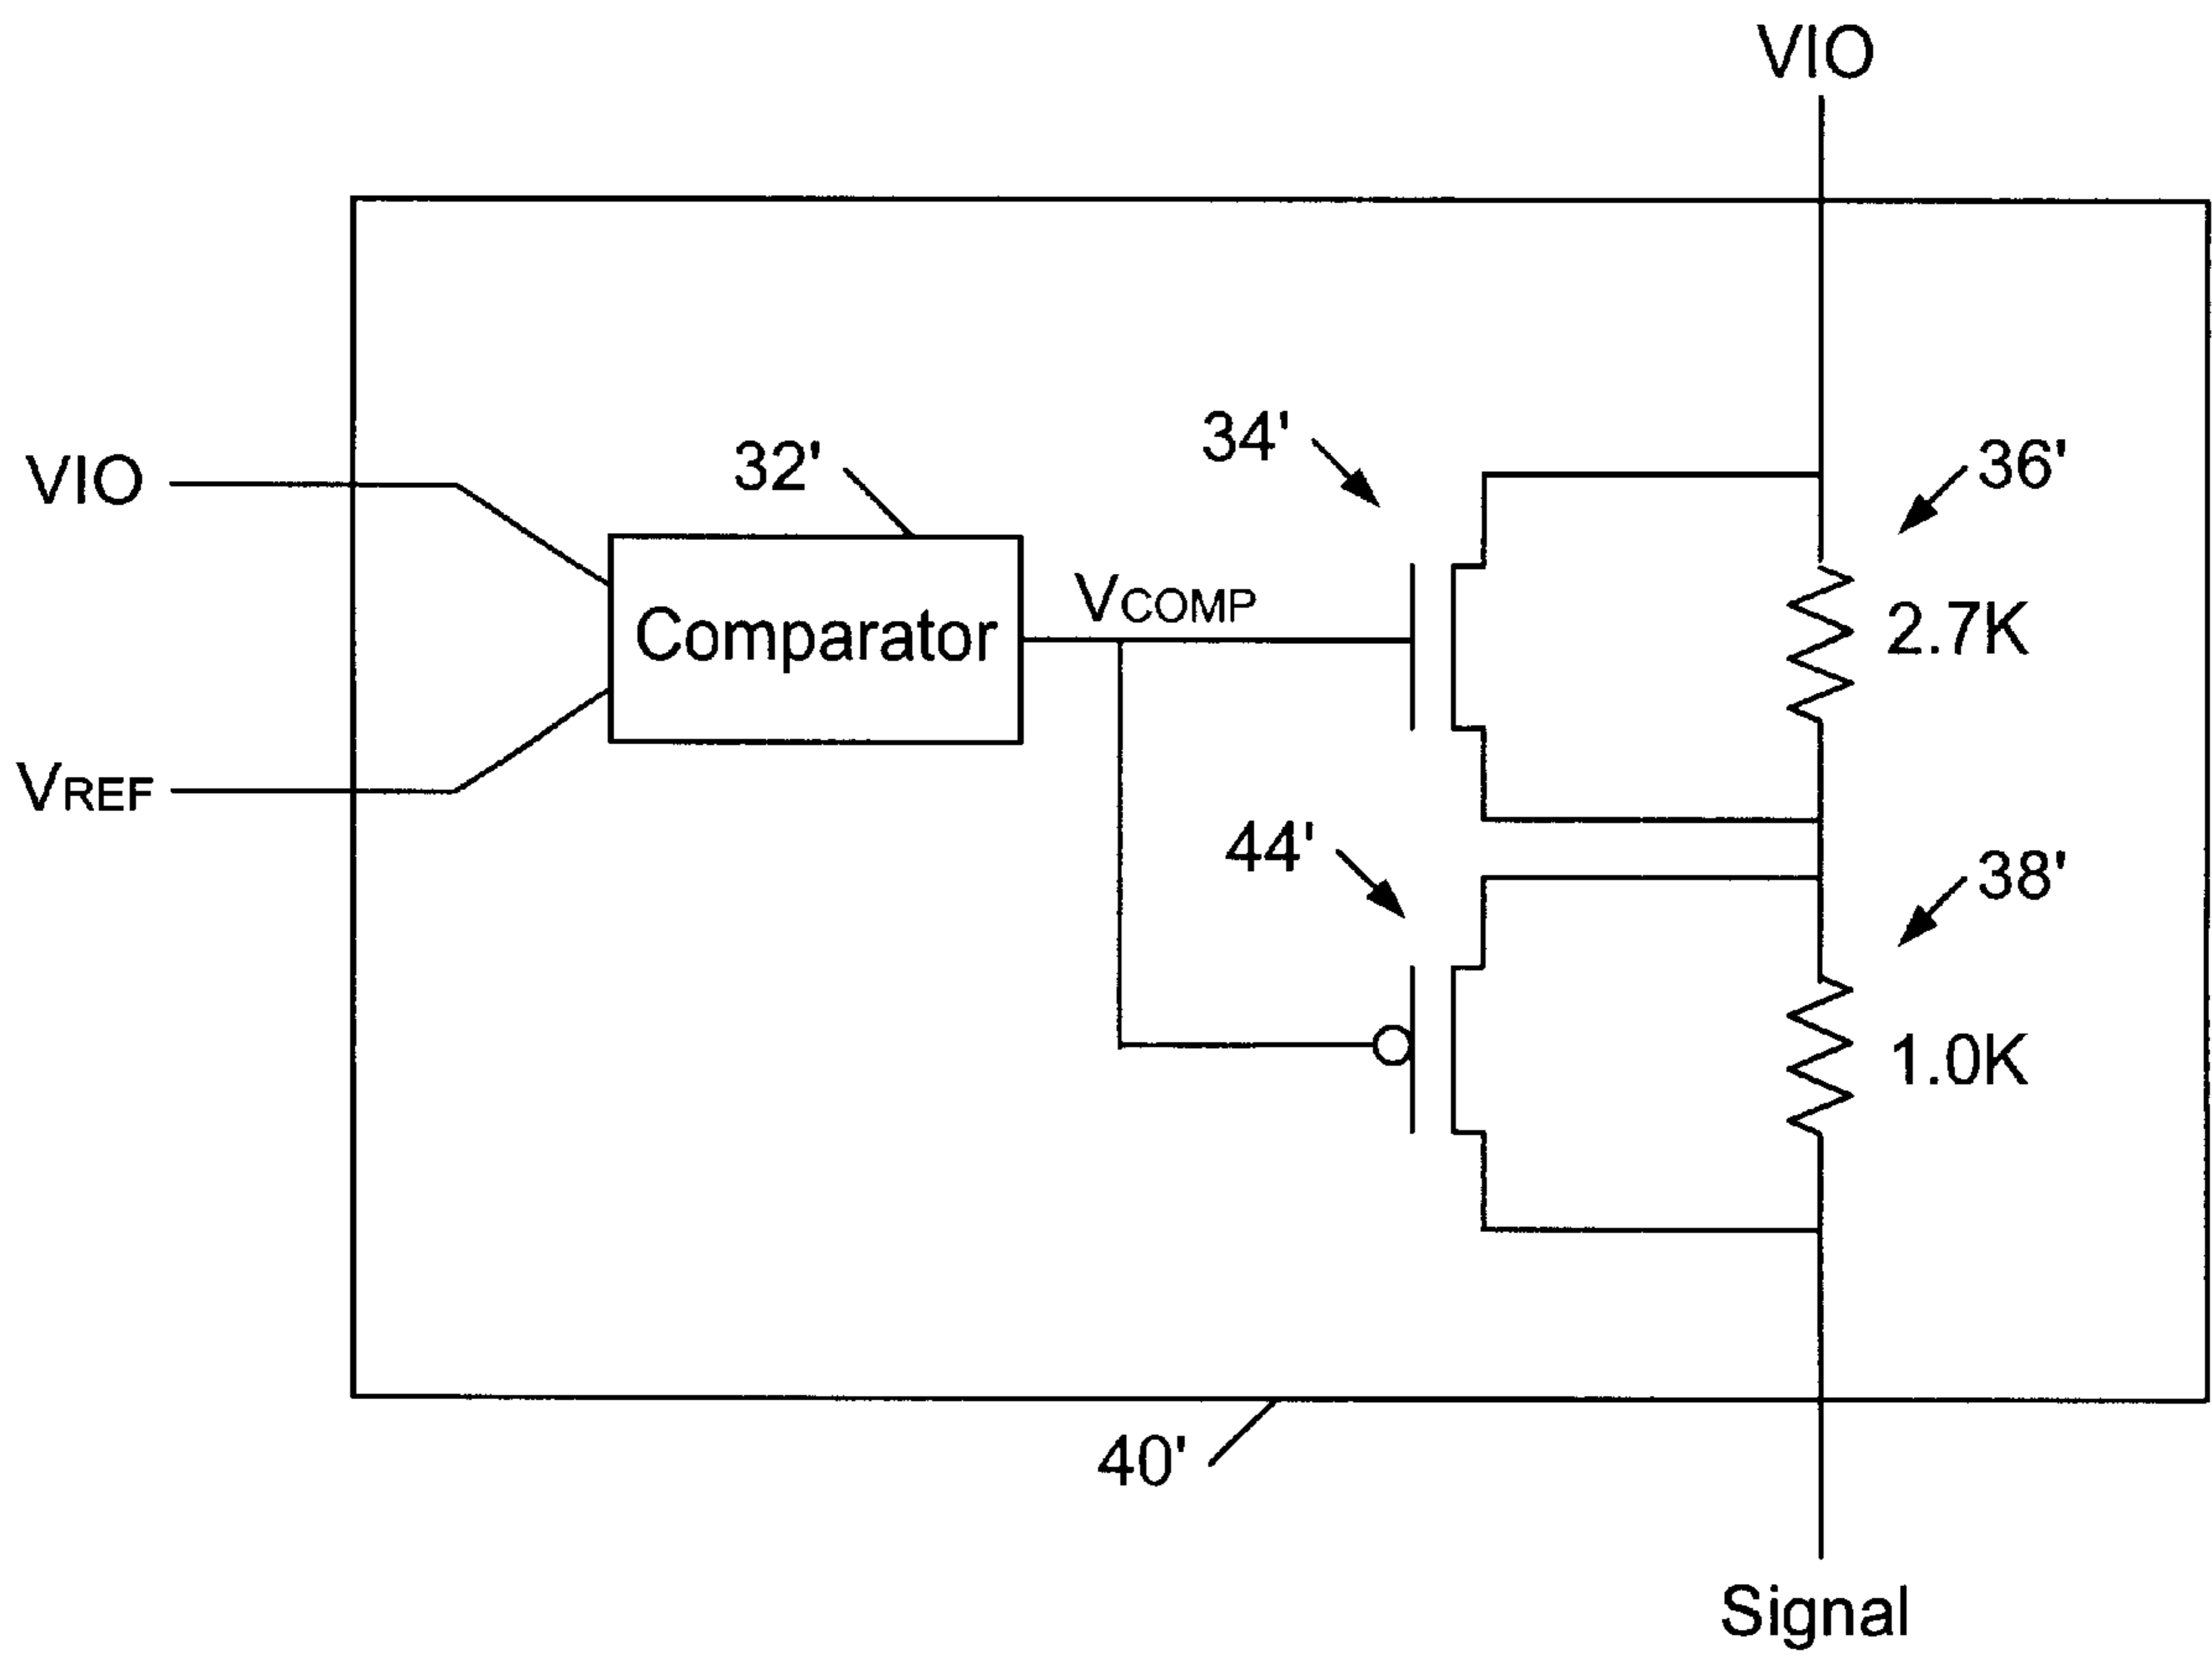 VIO
34'
36'
VIO
32'
Comparator
VCOMP
2.7K
VREF
44'
38'
1.0K
40'
Signal